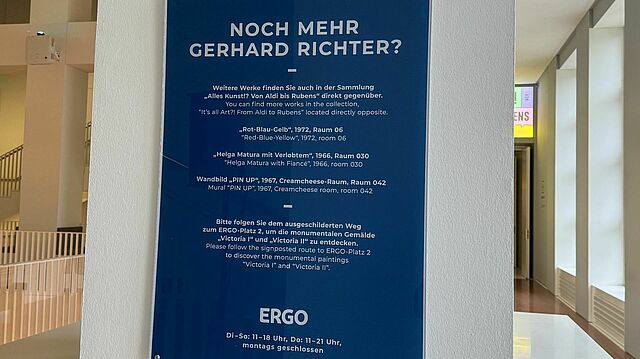 NOCH MEHR
GERHARD RICHTER?
Weitere Werke finden Sie auch in der Sammlung
„Alles Kunst!? Von Aldi bis Rubens“ direkt gegenüber.
You can find more works in the collection,
“It’s all Art?! From Aldi to Rubens” located directly opposite.
„Rot-Blau-Gelb“, 1972, Raum 06
“Red-Blue-Yellow”, 1972, room 06
„Helga Matura mit Verlobtem“, 1966, Raum 030
“Helga Matura with Fiancé”, 1966, room 030
Wandbild „PIN UP“, 1967, Creamcheese-Raum, Raum 042
Mural “PIN UP”, 1967, Creamcheese room, room 042
Bitte folgen Sie dem ausgeschilderten Weg
zum ERGO-Platz 2, um die monumentalen Gemälde
„Victoria I“ und „Victoria II“ zu entdecken.
Please follow the signposted route to ERGO-Platz 2
to discover the monumental paintings
“Victoria I” and “Victoria II”.
ERGO
Di–So: 11–18 Uhr, Do: 11–21 Uhr,
montags geschlossen